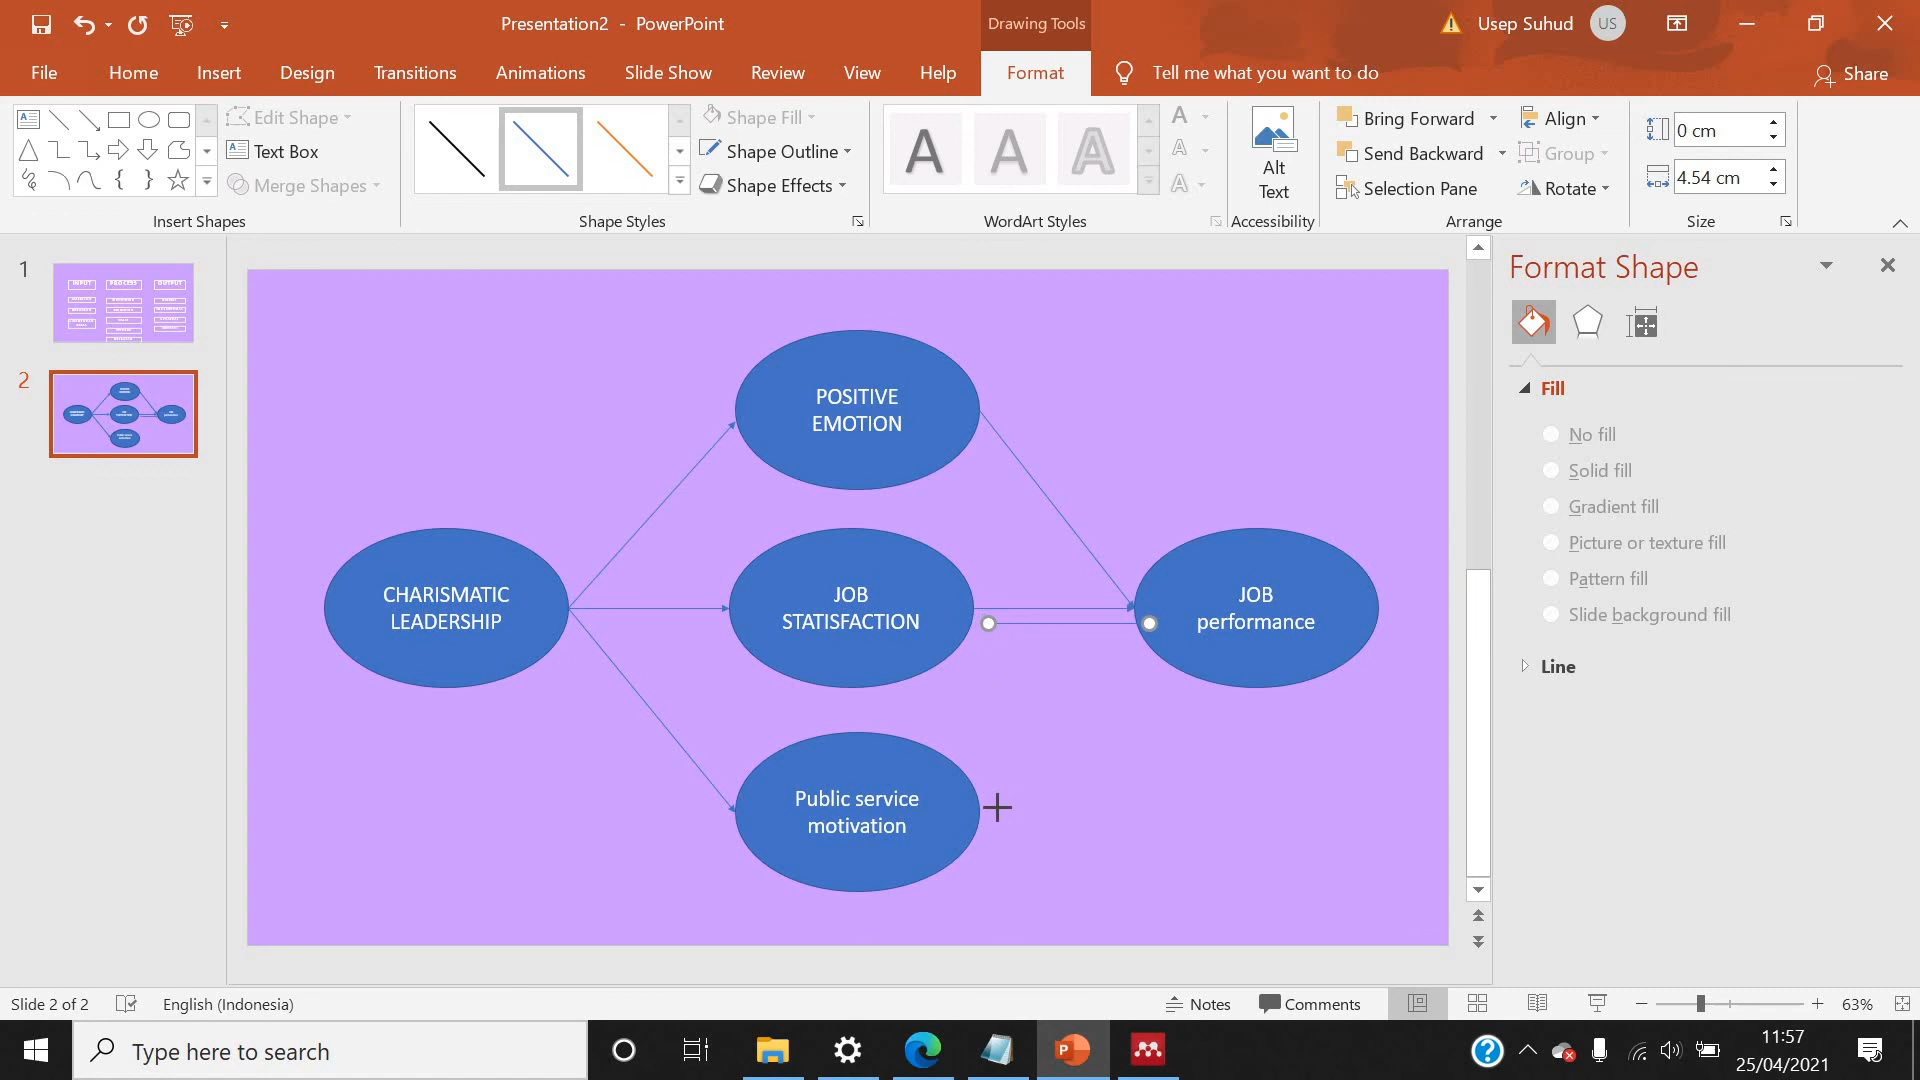 Presentation2 - PowerPoint
Drawing Tools
Usep Suhud
US
File
Home
Insert
Design
Transitions
Animations
Slide Show
Review
View
Help
Format
Tell me what you want to do
Share
Edit Shape
Text Box
Merge Shapes
Insert Shapes
Shape Fill
Shape Outline
Shape Effects
Shape Styles
A A A
WordArt Styles
Alt
Text
Accessibility
Bring Forward
Send Backward
Selection Pane
Align
Group
Rotate
Arrange
0 cm
4.54 cm
Size
1
INPUT PROCESS OUTPUT
2
POSITIVE
EMOTION
CHARISMATIC
LEADERSHIP
JOB
STATISFACTION
JOB
performance
Public service
motivation
Format Shape
Fill
No fill
Solid fill
Gradient fill
Picture or texture fill
Pattern fill
Slide background fill
Line
Slide 2 of 2
English (Indonesia)
Notes
Comments
63%
Type here to search
11:57
25/04/2021